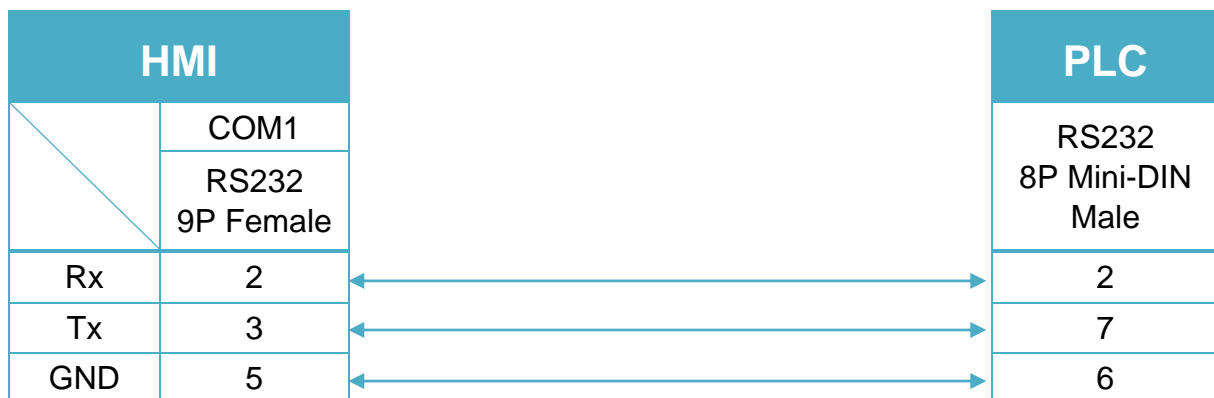 HMI
PLC
COM1
RS232
9P Female
RS232
8P Mini-DIN
Male
Rx 2 2
Tx 3 7
GND 5 6